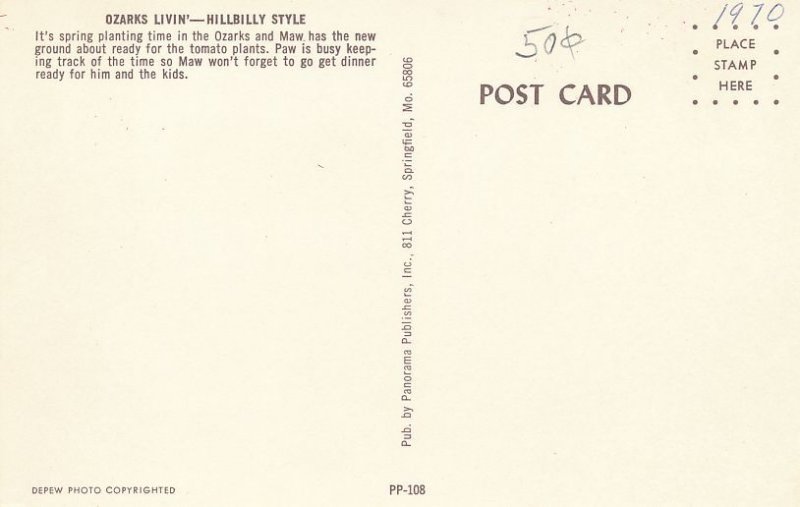 OZARKS LIVIN'—HILLBILLY STYLE
It's spring planting time in the Ozarks and Maw has the new
ground about ready for the tomato plants. Paw is busy keep-
ing track of the time so Maw won't forget to go get dinner
ready for him and the kids.
Pub. by Panorama Publishers, Inc., 811 Cherry, Springfield, Mo. 65806
50¢
POST CARD
1970
PLACE
STAMP
HERE
DEPEW PHOTO COPYRIGHTED
PP-108